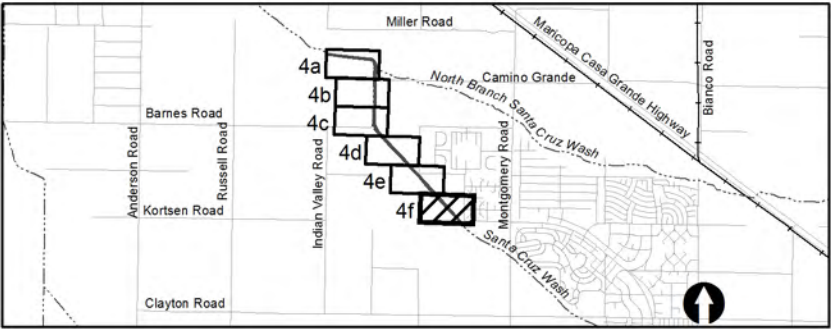 Miller Road
Maricopa Casa Grande Highway
Bianco Road
4a
North Branch Santa Cruz Wash
Camino Grande
4b
Barnes Road
4c
Anderson Road
Russell Road
Indian Valley Road
4d
Montgomery Road
4e
Kortsen Road
4f
Santa Cruz Wash
Clayton Road